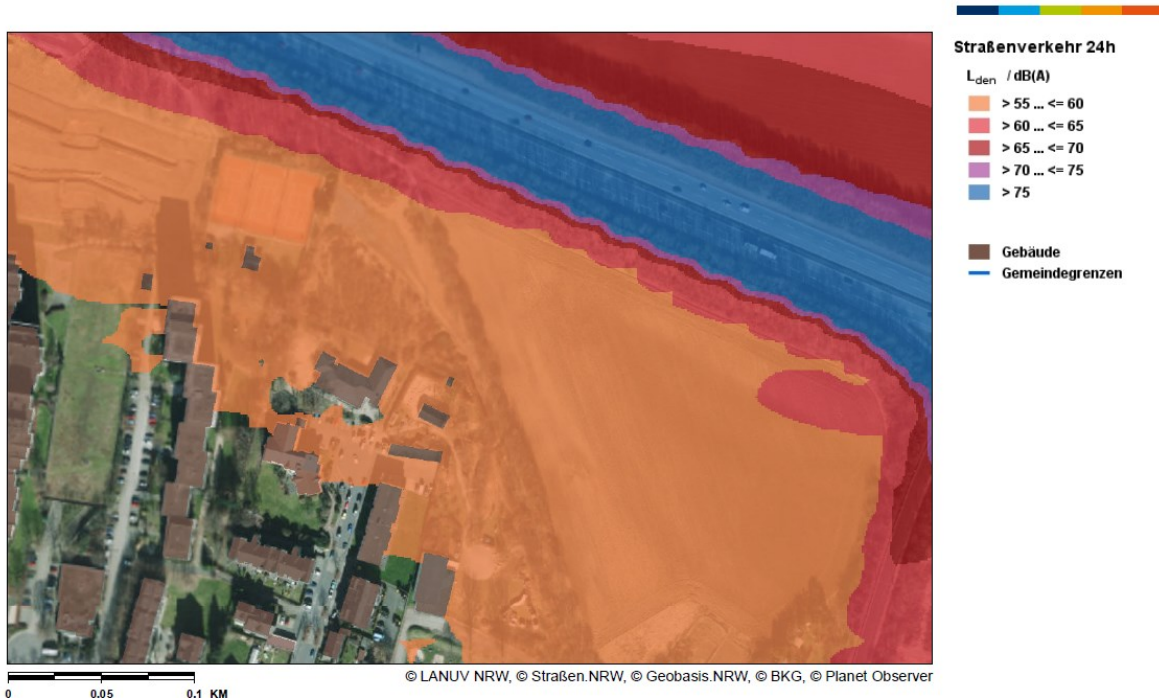 Straßenverkehr 24h
Lden / dB(A)
> 55 ... <= 60
> 60 ... <= 65
> 65 ... <= 70
> 70 ... <= 75
> 75
Gebäude
Gemeindegrenzen
© LANUV NRW, © Straßen.NRW, © Geobasis.NRW, © BKG, © Planet Observer
0 0.05 0.1 KM